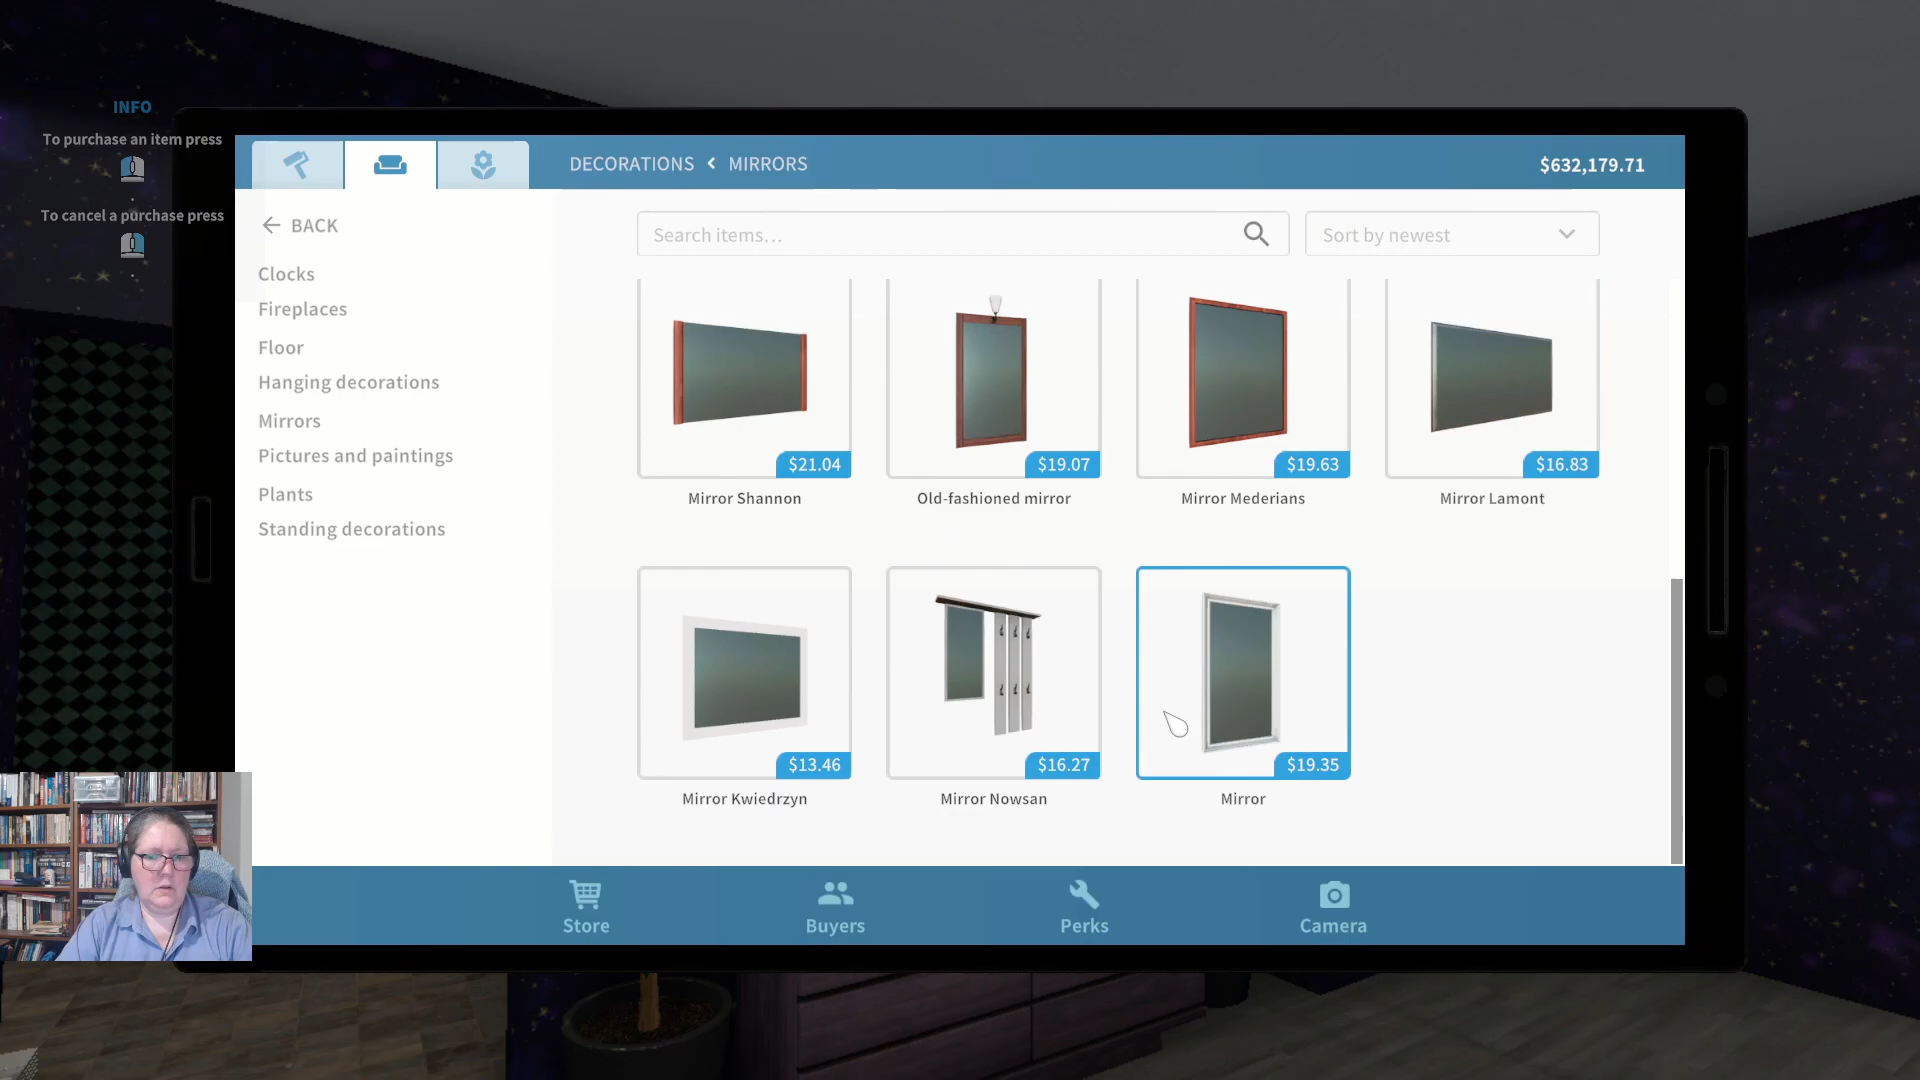 INFO
To purchase an item press
To cancel a purchase press
DECORATIONS < MIRRORS
$632,179.71
BACK
Search items...
Sort by newest
Clocks
Fireplaces
Floor
Hanging decorations
Mirrors
Pictures and paintings
Plants
Standing decorations
$21.04
$19.07
$19.63
$16.83
Mirror Shannon
Old-fashioned mirror
Mirror Mederians
Mirror Lamont
$13.46
$16.27
$19.35
Mirror Kwiedrzyn
Mirror Nowsan
Mirror
Store
Buyers
Perks
Camera